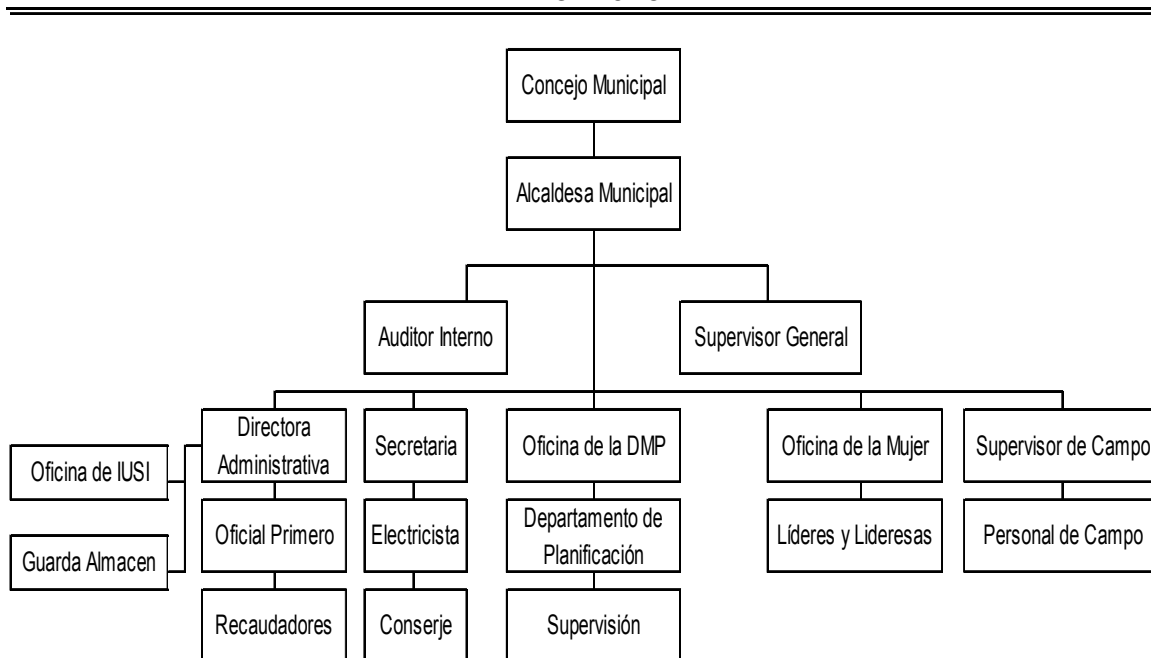 Concejo Municipal
Alcaldesa Municipal
Auditor Interno
Supervisor General
Directora
Administrativa
Secretaria
Oficina de la DMP
Oficina de la Mujer
Supervisor de Campo
Oficina de IUSI
Guarda Almacen
Oficial Primero
Electricista
Departamento de
Planificación
Líderes y Lideresas
Personal de Campo
Recaudadores
Conserje
Supervisión